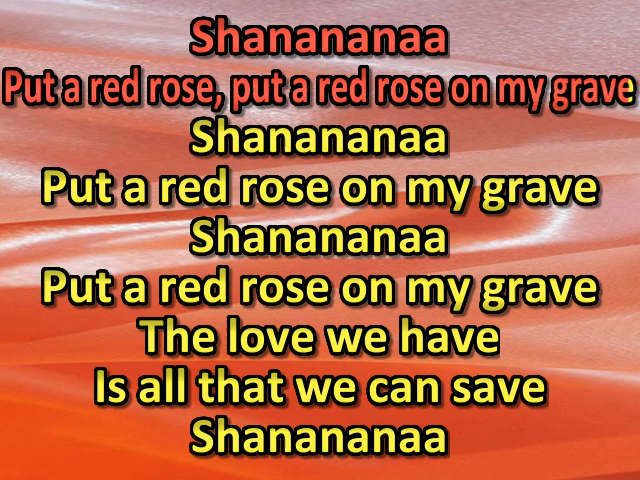 Shanananaa
Put a red rose, put a red rose on my grave
Shanananaa
Put a red rose on my grave
Shanananaa
Put a red rose on my grave
The love we have
Is all that we can save
Shanananaa